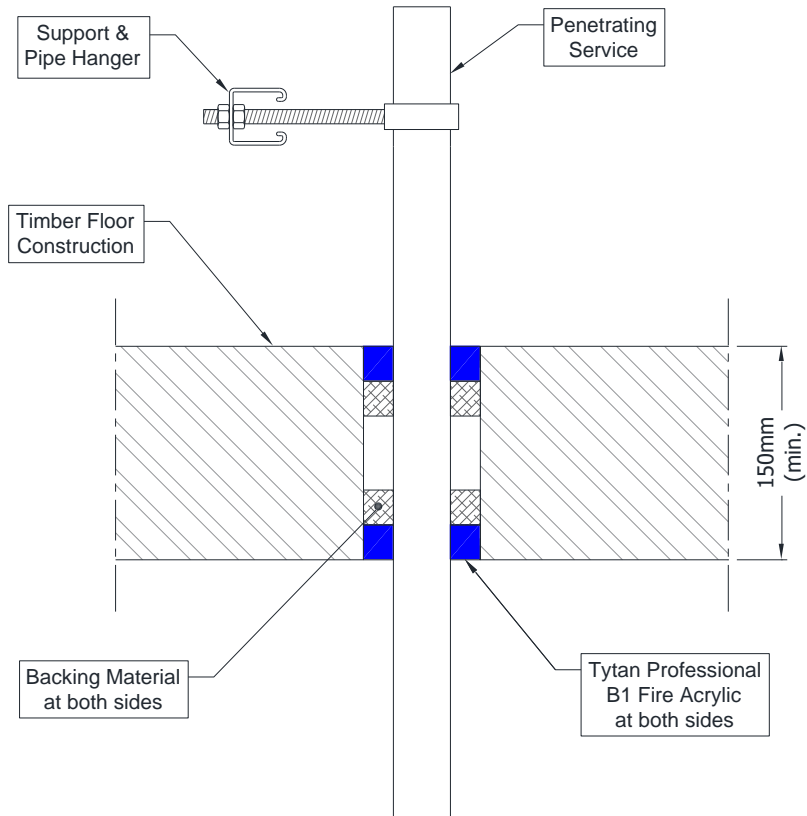 Support &
Pipe Hanger
Penetrating
Service
Timber Floor
Construction
150mm
(min.)
Backing Material
at both sides
Tytan Professional
B1 Fire Acrylic
at both sides